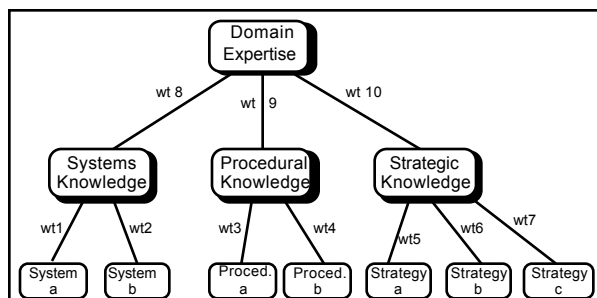 Domain
Expertise
wt 8
wt 9
wt 10
Systems
Knowledge
Procedural
Knowledge
Strategic
Knowledge
wt1
wt2
wt3
wt4
wt5
wt6
wt7
System
a
System
b
Proced.
a
Proced.
b
Strategy
a
Strategy
b
Strategy
c